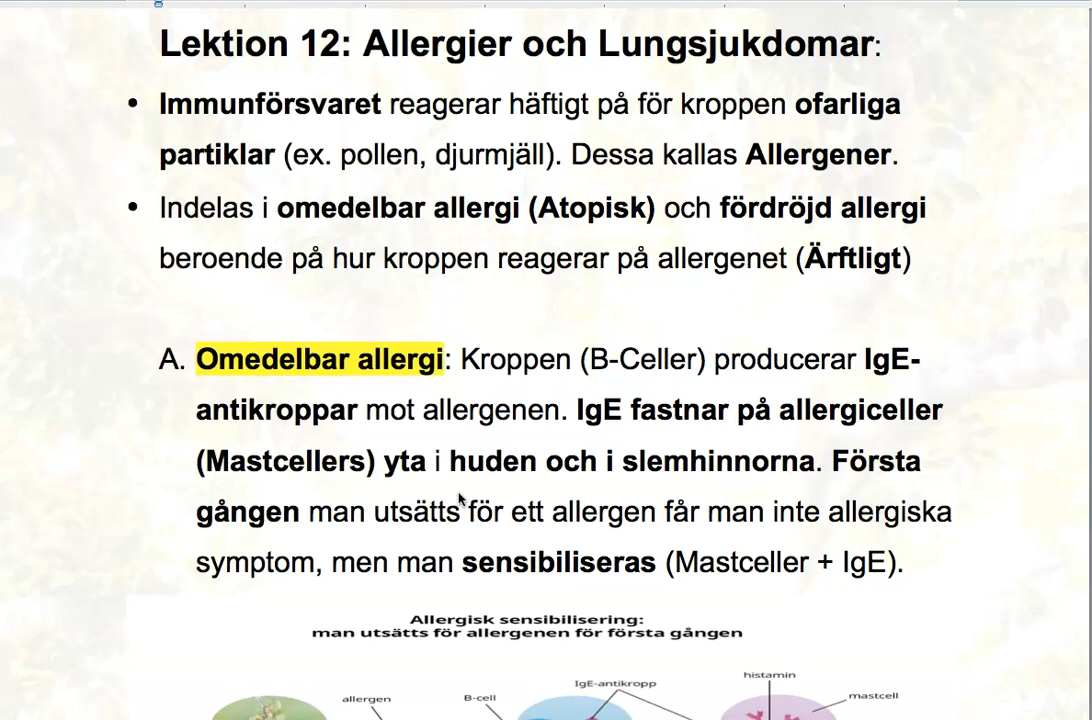 Lektion 12: Allergier och Lungsjukdomar:
• Immunförsvaret reagerar häftigt på för kroppen ofarliga
partiklar (ex. pollen, djurmjäll). Dessa kallas Allergener.
• Indelas i omedelbar allergi (Atopisk) och fördröjd allergi
beroende på hur kroppen reagerar på allergenet (Ärftligt)
A. Omedelbar allergi: Kroppen (B-Celler) producerar IgE-
antikroppar mot allergenen. IgE fastnar på allergiceller
(Mastcellers) yta i huden och i slemhinnorna. Första
gången man utsätts för ett allergen får man inte allergiska
symptom, men man sensibiliseras (Mastceller + IgE).
Allergisk sensibilisering:
man utsätts för allergenen för första gången
allergen
B-cell
IgE-antikropp
histamin
mastcell